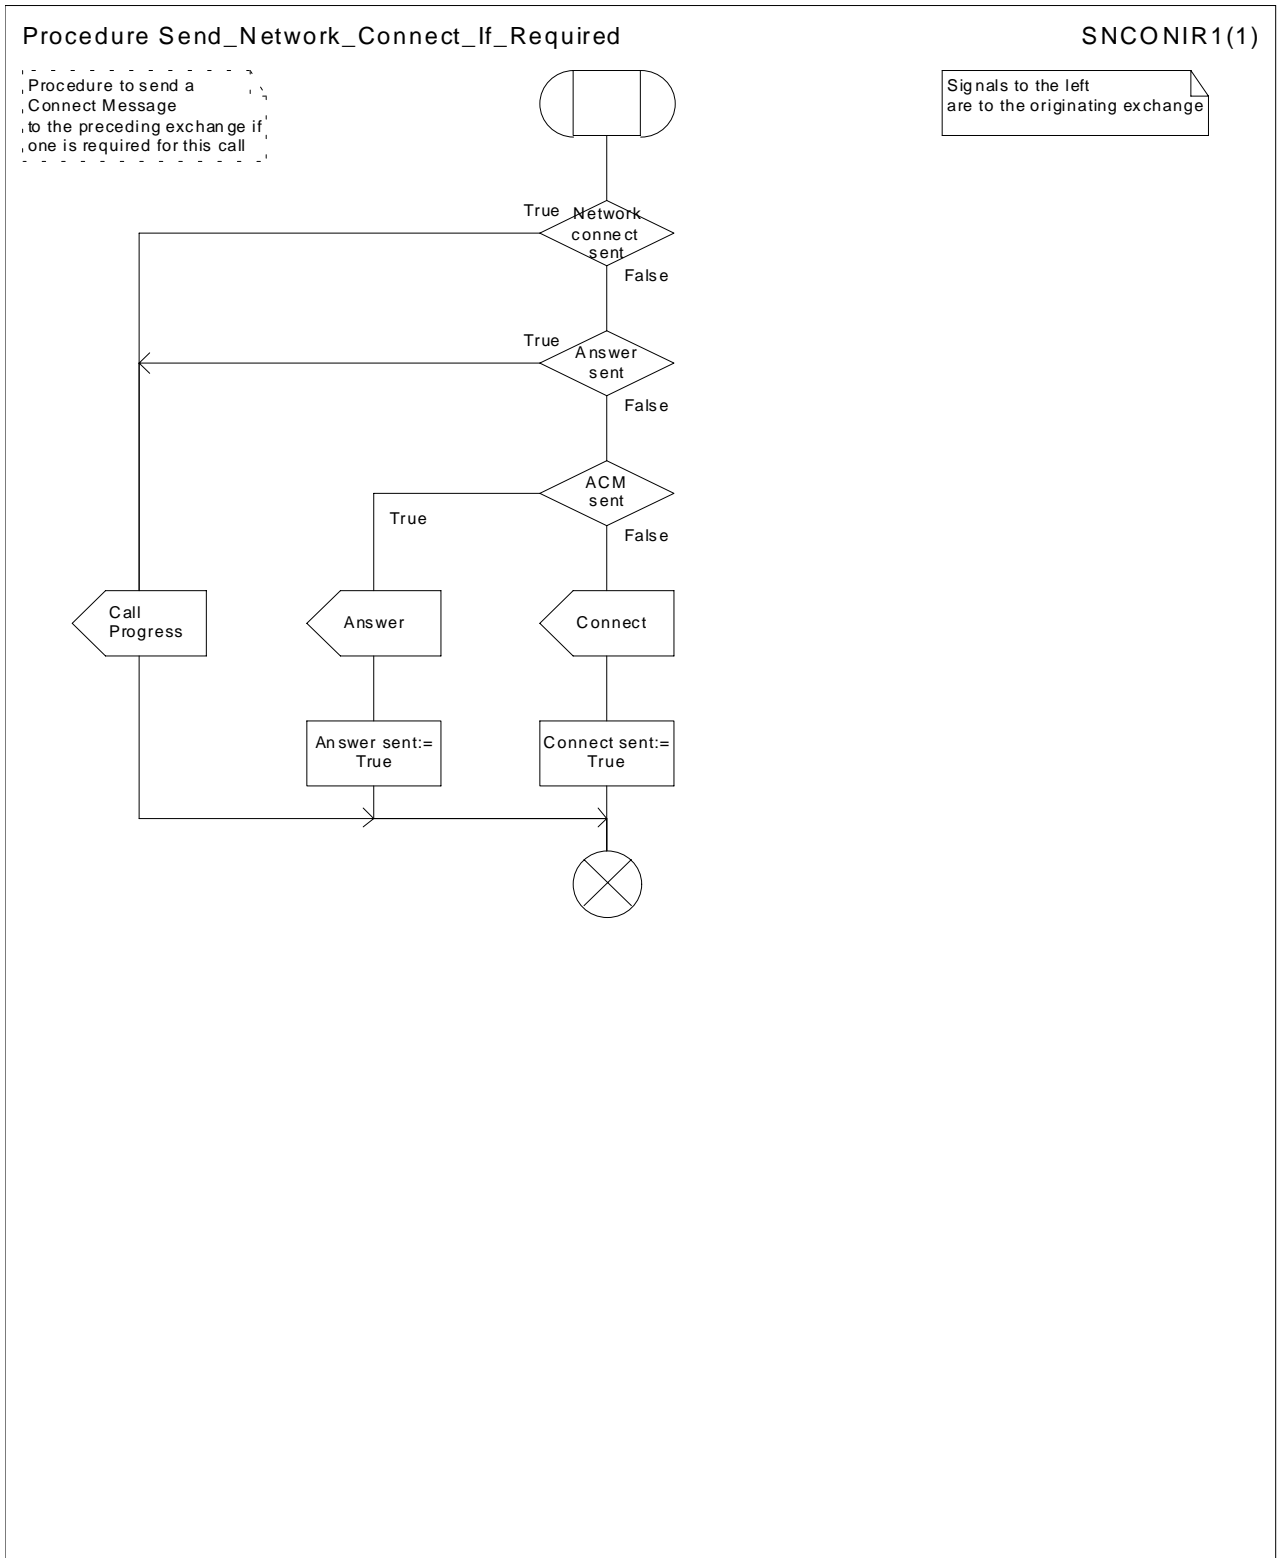 Procedure Send_Network_Connect_If_Required
SNCONIR1(1)
Procedure to send a
Connect Message
to the preceding exchange if
one is required for this call
Signals to the left
are to the originating exchange
True
Network
connect
sent
False
True
Answer
sent
False
ACM
sent
True
False
Call
Progress
Answer
Connect
Answer sent:=
True
Connect sent:=
True